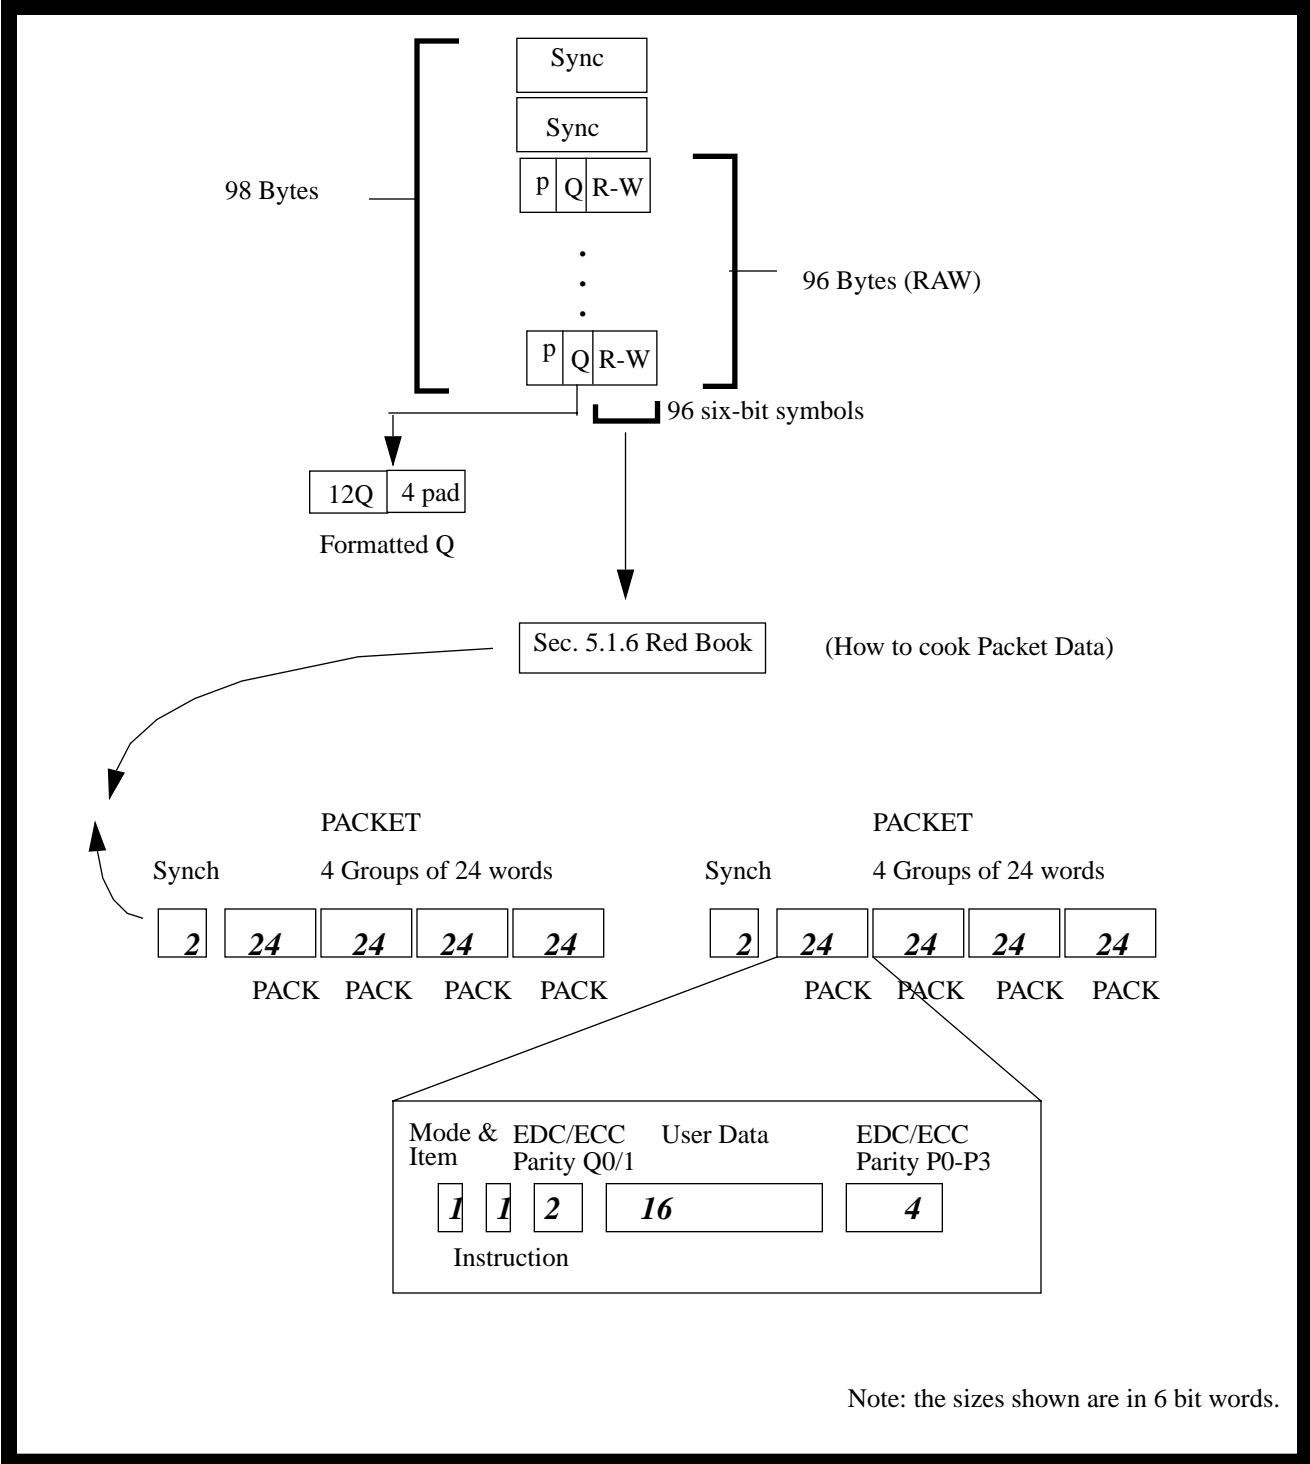 Sync
Sync
p Q R-W
98 Bytes
96 Bytes (RAW)
p Q R-W
96 six-bit symbols
12Q 4 pad
Formatted Q
Sec. 5.1.6 Red Book
(How to cook Packet Data)
PACKET PACKET
Synch 4 Groups of 24 words Synch 4 Groups of 24 words
2 24 24 24 24 2 24 24 24 24
PACK PACK PACK PACK PACK PACK PACK PACK
Mode & EDC/ECC User Data EDC/ECC
Item Parity Q0/1 Parity P0-P3
1 1 2 16 4
Instruction
Note: the sizes shown are in 6 bit words.